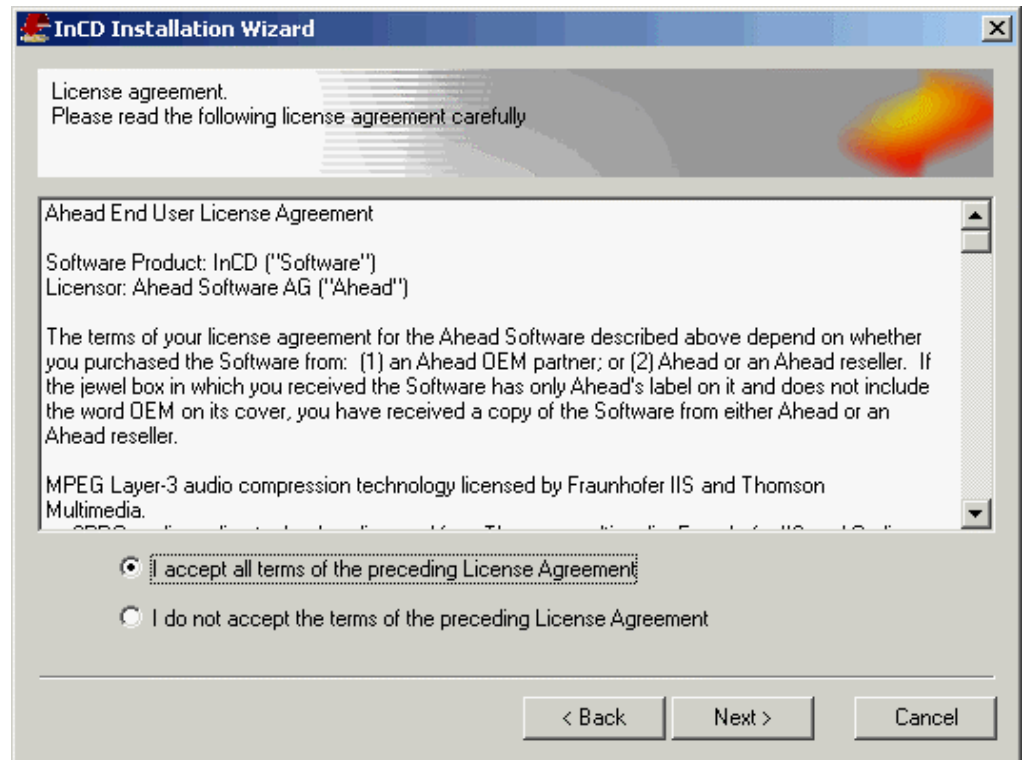 InCD Installation Wizard
License agreement.
Please read the following license agreement carefully
Ahead End User License Agreement
Software Product: InCD ("Software")
Licensor: Ahead Software AG ("Ahead")
The terms of your license agreement for the Ahead Software described above depend on whether
you purchased the Software from: (1) an Ahead OEM partner; or (2) Ahead or an Ahead reseller. If
the jewel box in which you received the Software has only Ahead's label on it and does not include
the word OEM on its cover, you have received a copy of the Software from either Ahead or an
Ahead reseller.
MPEG Layer-3 audio compression technology licensed by Fraunhofer IIS and Thomson
Multimedia.
I accept all terms of the preceding License Agreement
I do not accept the terms of the preceding License Agreement
< Back
Next >
Cancel